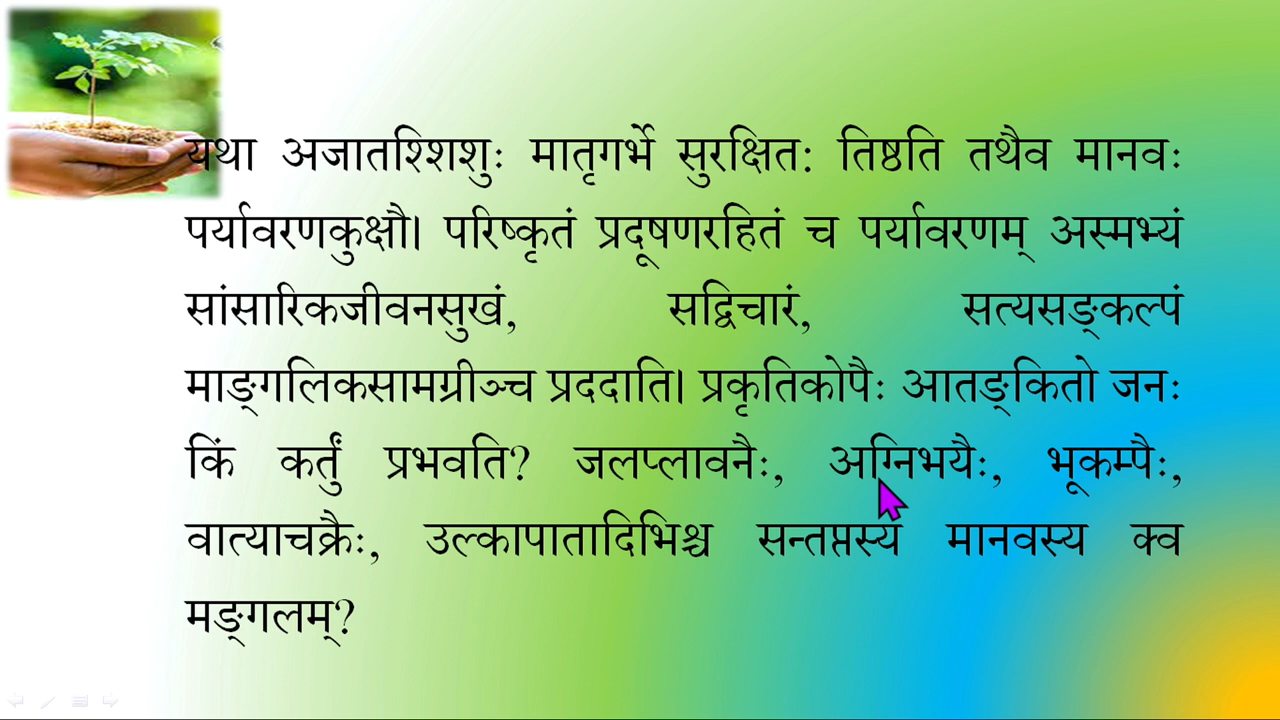 यथा अजातश्शिशुः मातृगर्भे सुरक्षित: तिष्ठति तथैव मानवः
पर्यावरणकुक्षौ। परिष्कृतं प्रदूषणरहितं च पर्यावरणम् अस्मभ्यं
सांसारिकजीवनसुखं, सद्विचारं, सत्यसङ्कल्पं
माङ्गलिकसामग्रीञ्च प्रददाति। प्रकृतिकोपैः आतङ्कितो जनः
किं कर्तुं प्रभवति? जलप्लावनैः, अग्निभयैः, भूकम्पैः,
वात्याचक्रैः, उल्कापातादिभिश्च सन्तप्तस्य मानवस्य क्व
मङ्गलम्?